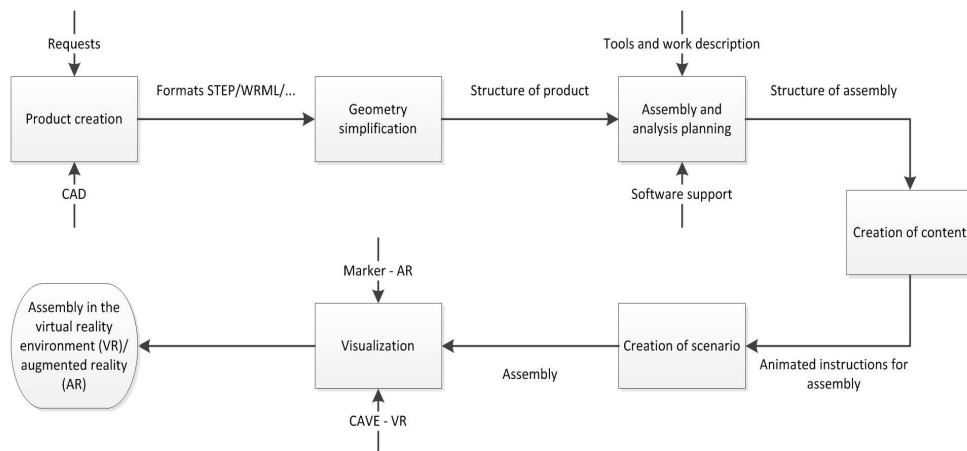 Requests
Tools and work description
Formats STEP/WRML/...
Structure of product
Structure of assembly
Product creation
Geometry
simplification
Assembly and
analysis planning
CAD
Software support
Creation of content
Marker - AR
Assembly in the
virtual reality
environment (VR)/
augmented reality
(AR)
Visualization
Creation of scenario
Assembly
Animated instructions for
assembly
CAVE - VR